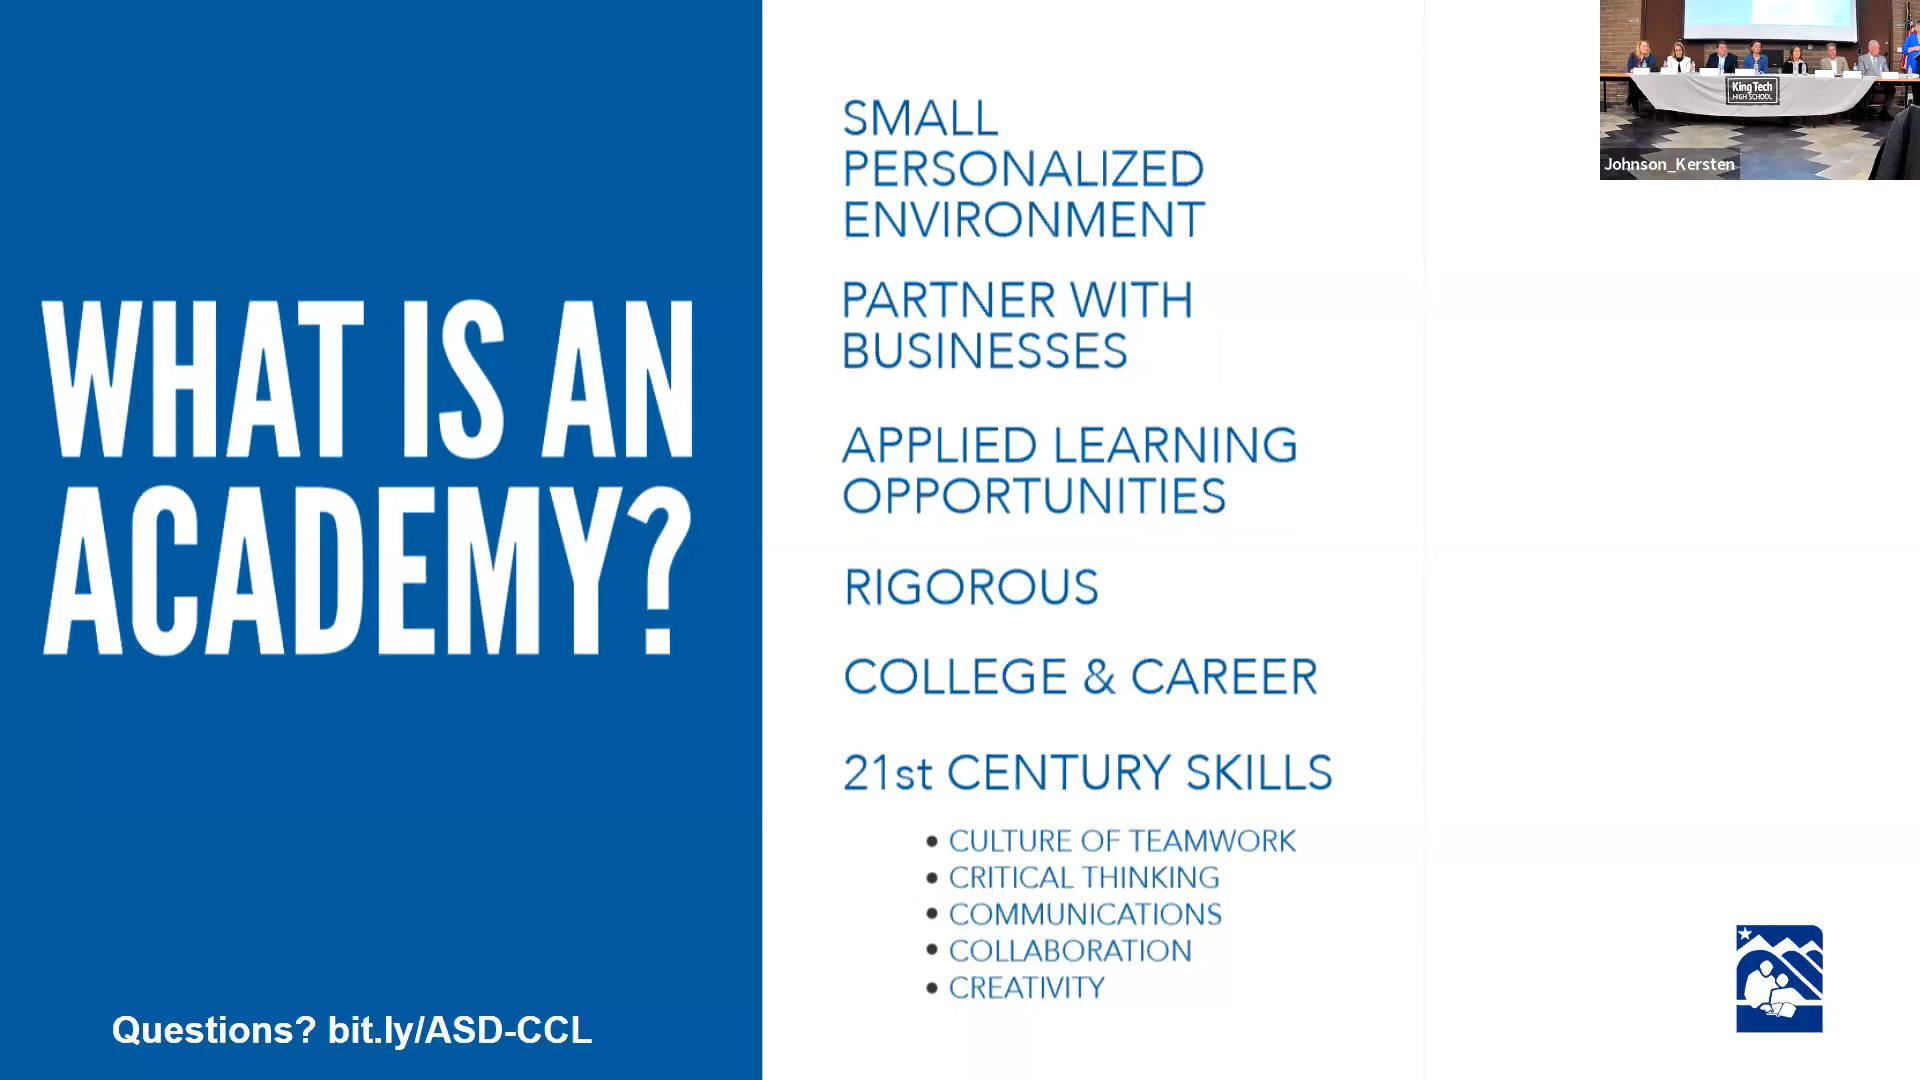 WHAT IS AN
ACADEMY?
Questions? bit.ly/ASD-CCL
SMALL
PERSONALIZED
ENVIRONMENT
PARTNER WITH
BUSINESSES
APPLIED LEARNING
OPPORTUNITIES
RIGOROUS
COLLEGE & CAREER
21st CENTURY SKILLS
• CULTURE OF TEAMWORK
• CRITICAL THINKING
• COMMUNICATIONS
• COLLABORATION
• CREATIVITY
King Tech
HIGH SCHOOL
Johnson_Kersten